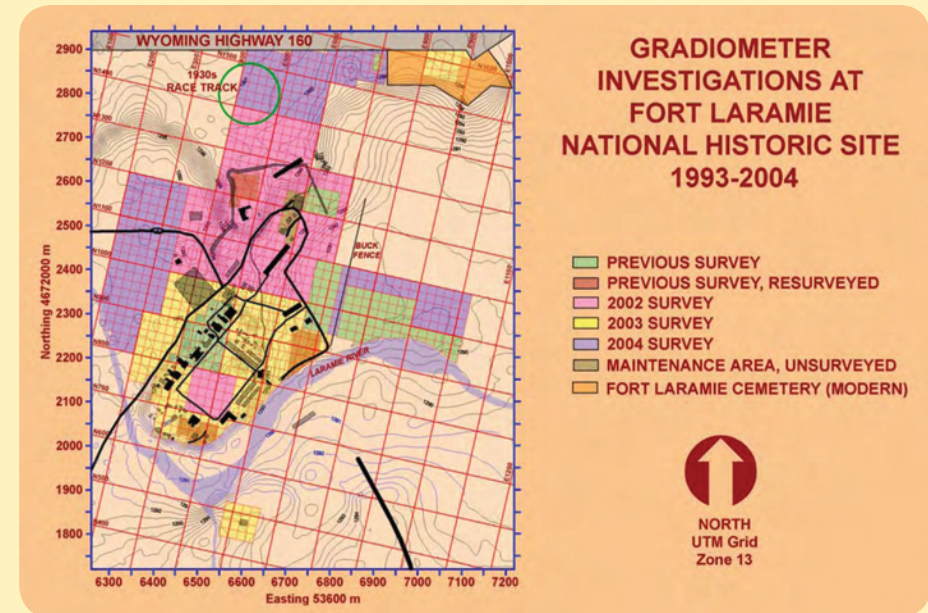 GRADIOMETER
INVESTIGATIONS AT
FORT LARAMIE
NATIONAL HISTORIC SITE
1993-2004
WYOMING HIGHWAY 160
1930s
RACE TRACK
BUCK
FENCE
LARAMIE RIVER
2900
2800
2700
2600
2500
2400
2300
2200
2100
2000
1900
1800
Northing 4672000 m
6300
6400
6500
6600
6700
6800
6900
7000
7100
7200
Easting 53600 m
PREVIOUS SURVEY
PREVIOUS SURVEY, RESURVEYED
2002 SURVEY
2003 SURVEY
2004 SURVEY
MAINTENANCE AREA, UNSURVEYED
FORT LARAMIE CEMETERY (MODERN)
NORTH
UTM Grid
Zone 13